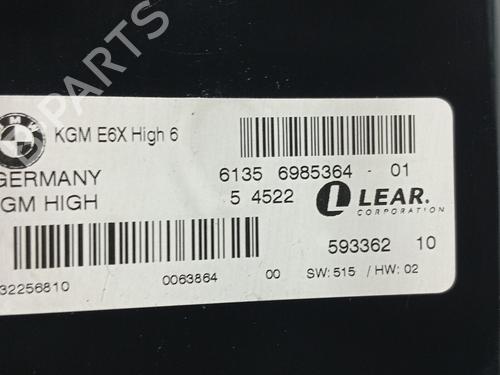 B PARTS
BMW
KGM E6X High 6
GERMANY
GM HIGH
6135 6985364 - 01
5 4522
LEAR.
CORPORATION
593362 10
32256810 0063864 00 SW: 515 / HW: 02